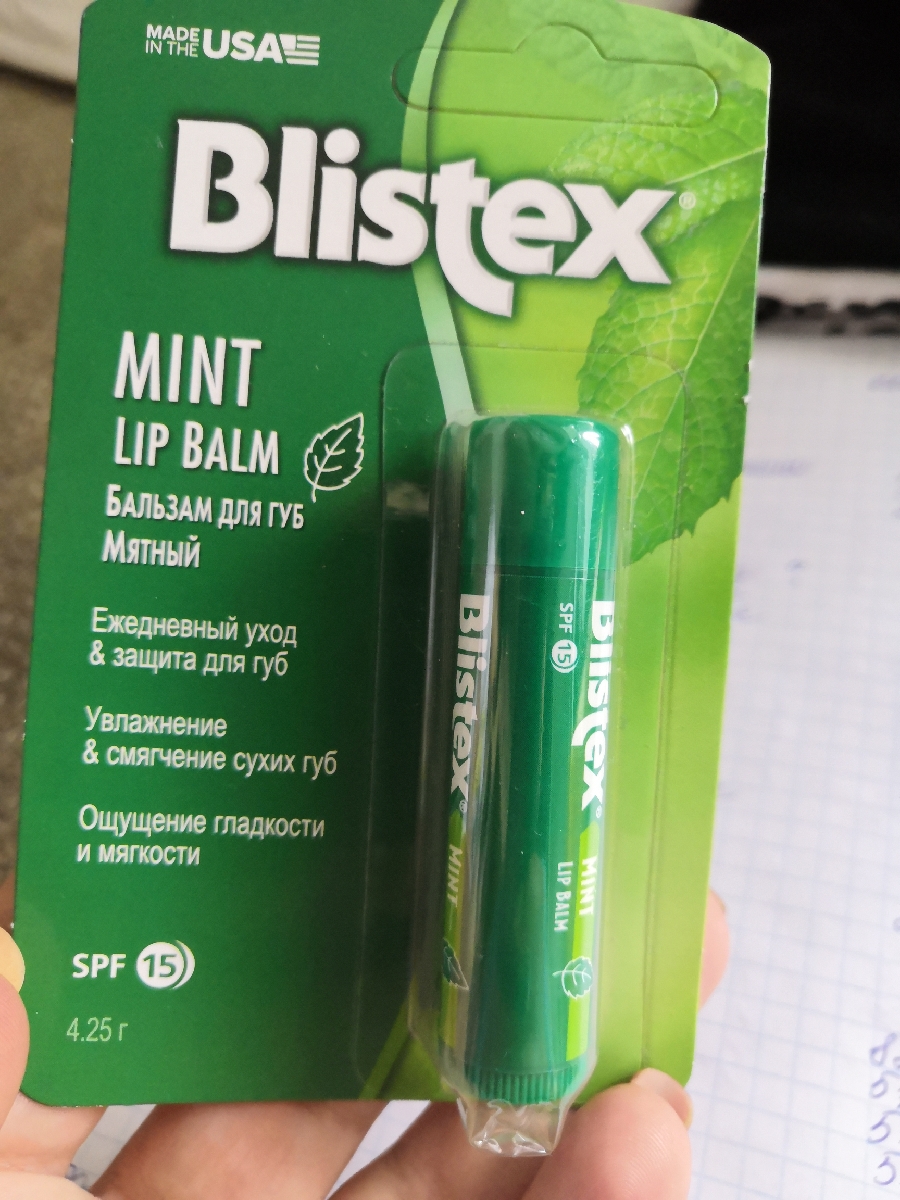 MADE
IN THE USA
Blistex®
MINT
LIP BALM
БАЛЬЗАМ ДЛЯ ГУБ
МЯТНЫЙ
Ежедневный уход
& защита для губ
Увлажнение
& смягчение сухих губ
Ощущение гладкости
и мягкости
SPF 15
4.25 г
Blistex® MINT
SPF 15 LIP BALM
Blistex® MINT